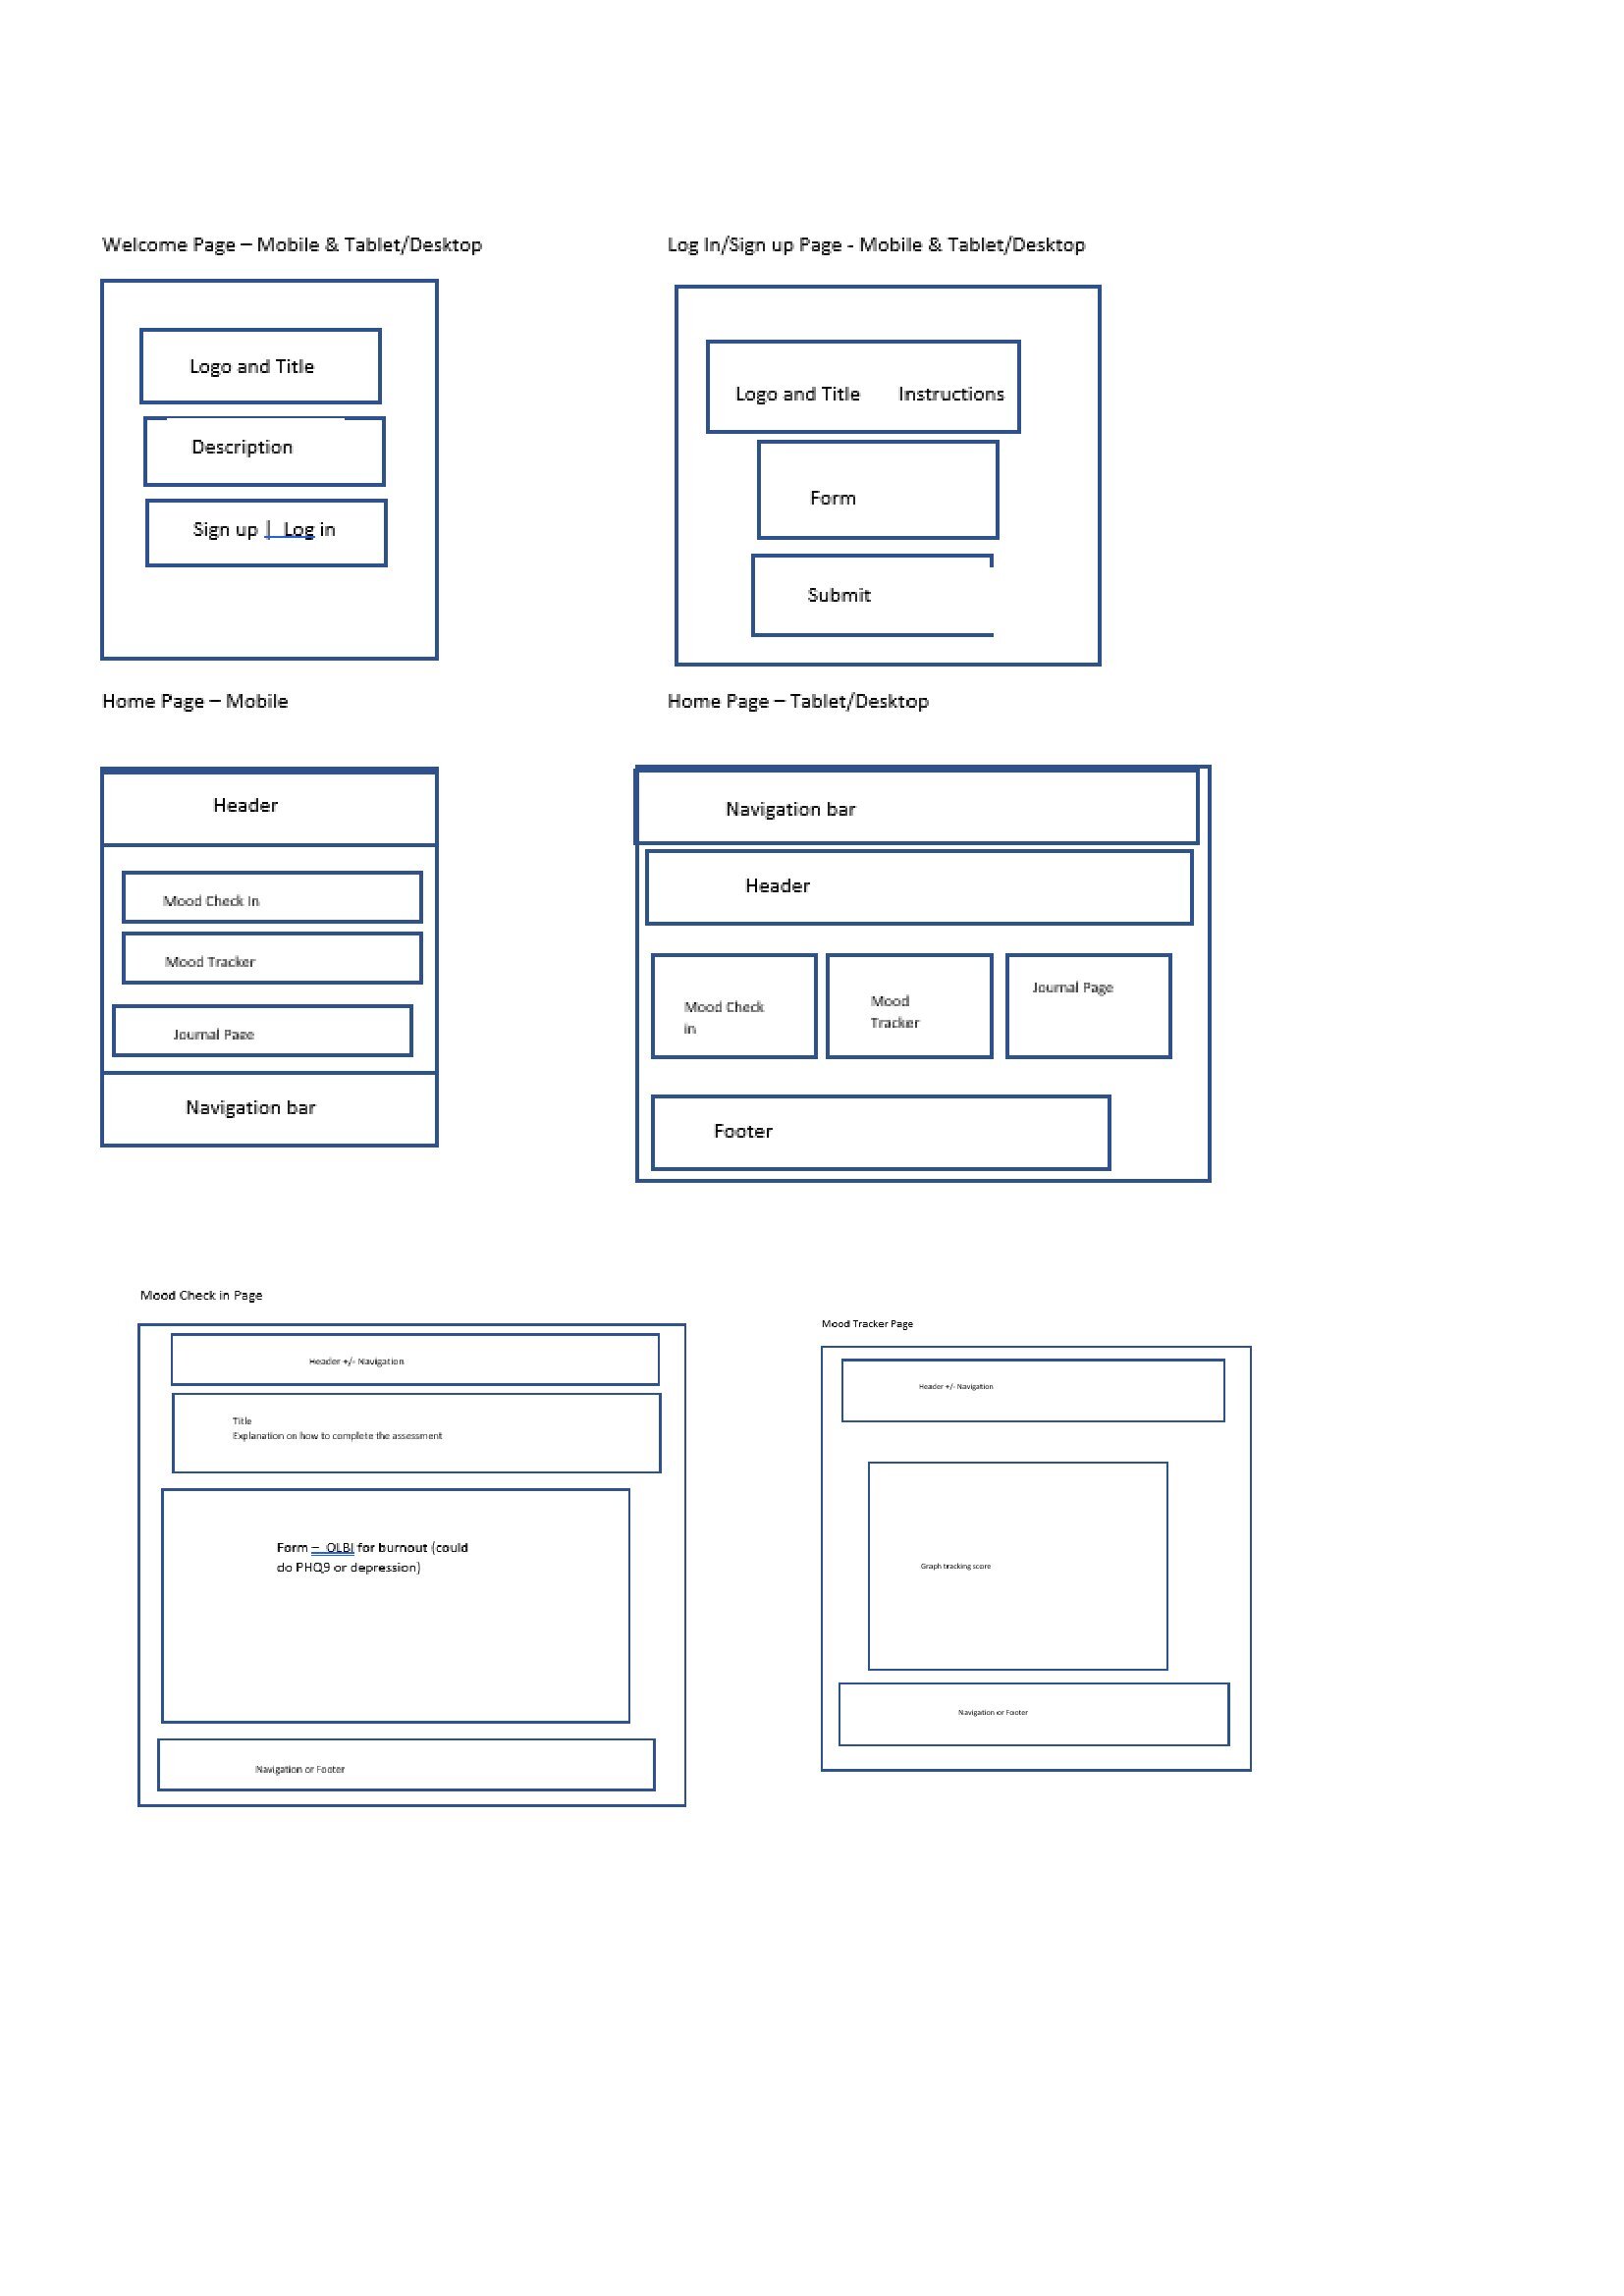 Welcome Page – Mobile & Tablet/Desktop
Logo and Title
Description
Sign up | Log in
Log In/Sign up Page - Mobile & Tablet/Desktop
Logo and Title Instructions
Form
Submit
Home Page – Mobile
Header
Mood Check In
Mood Tracker
Journal Page
Navigation bar
Home Page – Tablet/Desktop
Navigation bar
Header
Mood Check
in
Mood
Tracker
Journal Page
Footer
Mood Check in Page
Header +/- Navigation
Title
Explanation on how to complete the assessment
Form – OLBI for burnout (could
do PHQ9 or depression)
Navigation or Footer
Mood Tracker Page
Header +/- Navigation
Graph tracking score
Navigation or Footer